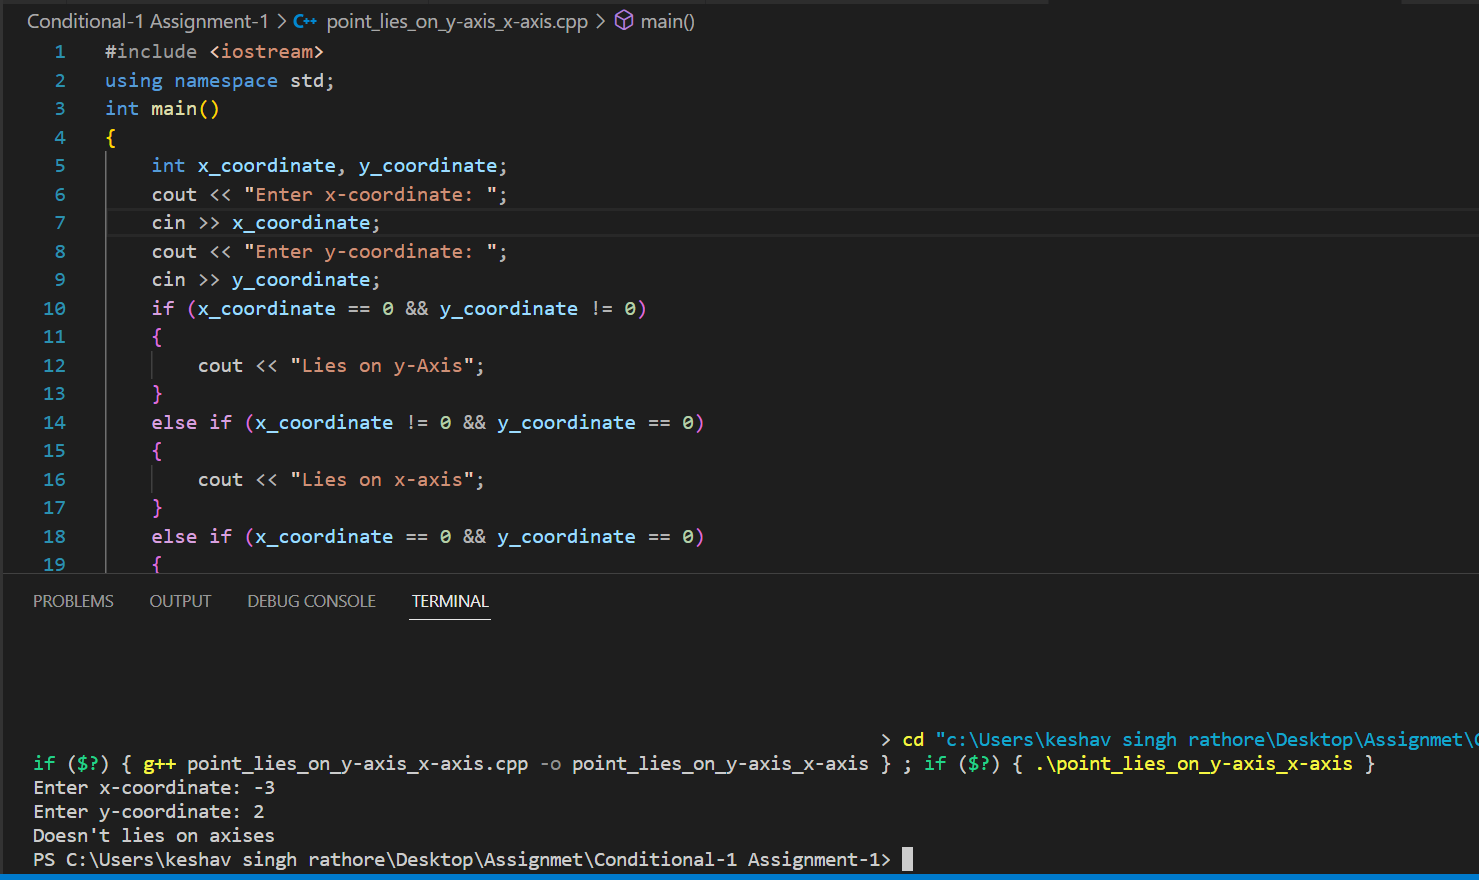 Conditional-1 Assignment-1 > C++ point_lies_on_y-axis_x-axis.cpp > main()
1 #include <iostream>
2 using namespace std;
3 int main()
4 {
5 int x_coordinate, y_coordinate;
6 cout << "Enter x-coordinate: ";
7 cin >> x_coordinate;
8 cout << "Enter y-coordinate: ";
9 cin >> y_coordinate;
10 if (x_coordinate == 0 && y_coordinate != 0)
11 {
12 cout << "Lies on y-Axis";
13 }
14 else if (x_coordinate != 0 && y_coordinate == 0)
15 {
16 cout << "Lies on x-axis";
17 }
18 else if (x_coordinate == 0 && y_coordinate == 0)
19 {
PROBLEMS OUTPUT DEBUG CONSOLE TERMINAL
> cd "c:\Users\keshav singh rathore\Desktop\Assignmet\
if ($?) { g++ point_lies_on_y-axis_x-axis.cpp -o point_lies_on_y-axis_x-axis } ; if ($?) { .\point_lies_on_y-axis_x-axis }
Enter x-coordinate: -3
Enter y-coordinate: 2
Doesn't lies on axises
PS C:\Users\keshav singh rathore\Desktop\Assignmet\Conditional-1 Assignment-1>